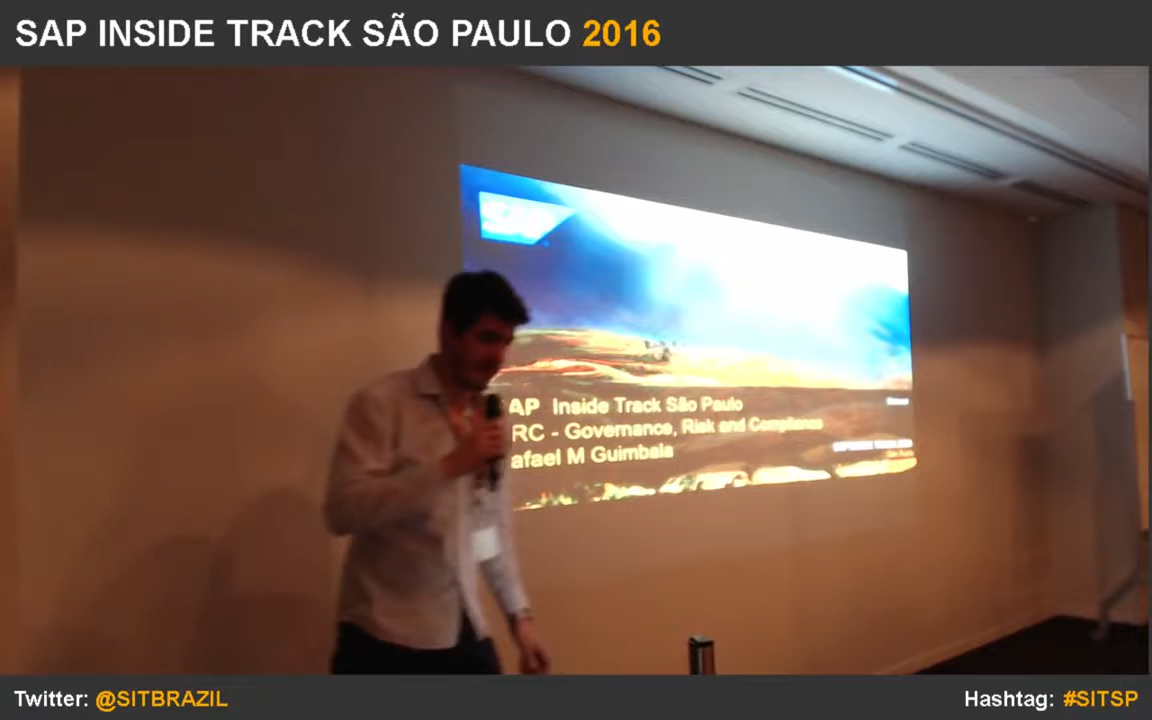 SAP INSIDE TRACK SÃO PAULO 2016
SAP
AP Inside Track São Paulo
RC - Governance, Risk and Compliance
afael M Guimbala
Twitter: @SITBRAZIL
Hashtag: #SITSP